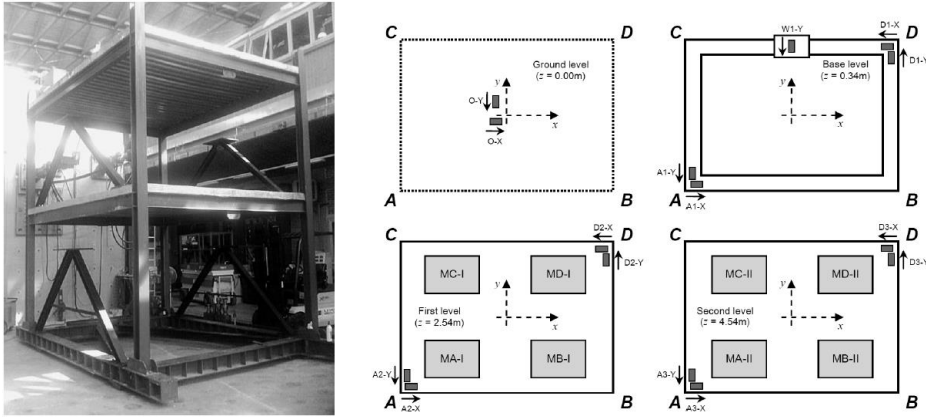 C
D
Ground level
(z = 0.00m)
y
O-Y
x
O-X
A
B
C
D
D1-X
W1-Y
D1-Y
Base level
(z = 0.34m)
y
x
A1-Y
A
A1-X
B
C
D
D2-X
D2-Y
MC-I
MD-I
y
First level
(z = 2.54m)
x
MA-I
MB-I
A2-Y
A
A2-X
B
C
D
D3-X
D3-Y
MC-II
MD-II
y
Second level
(z = 4.54m)
x
MA-II
MB-II
A3-Y
A
A3-X
B